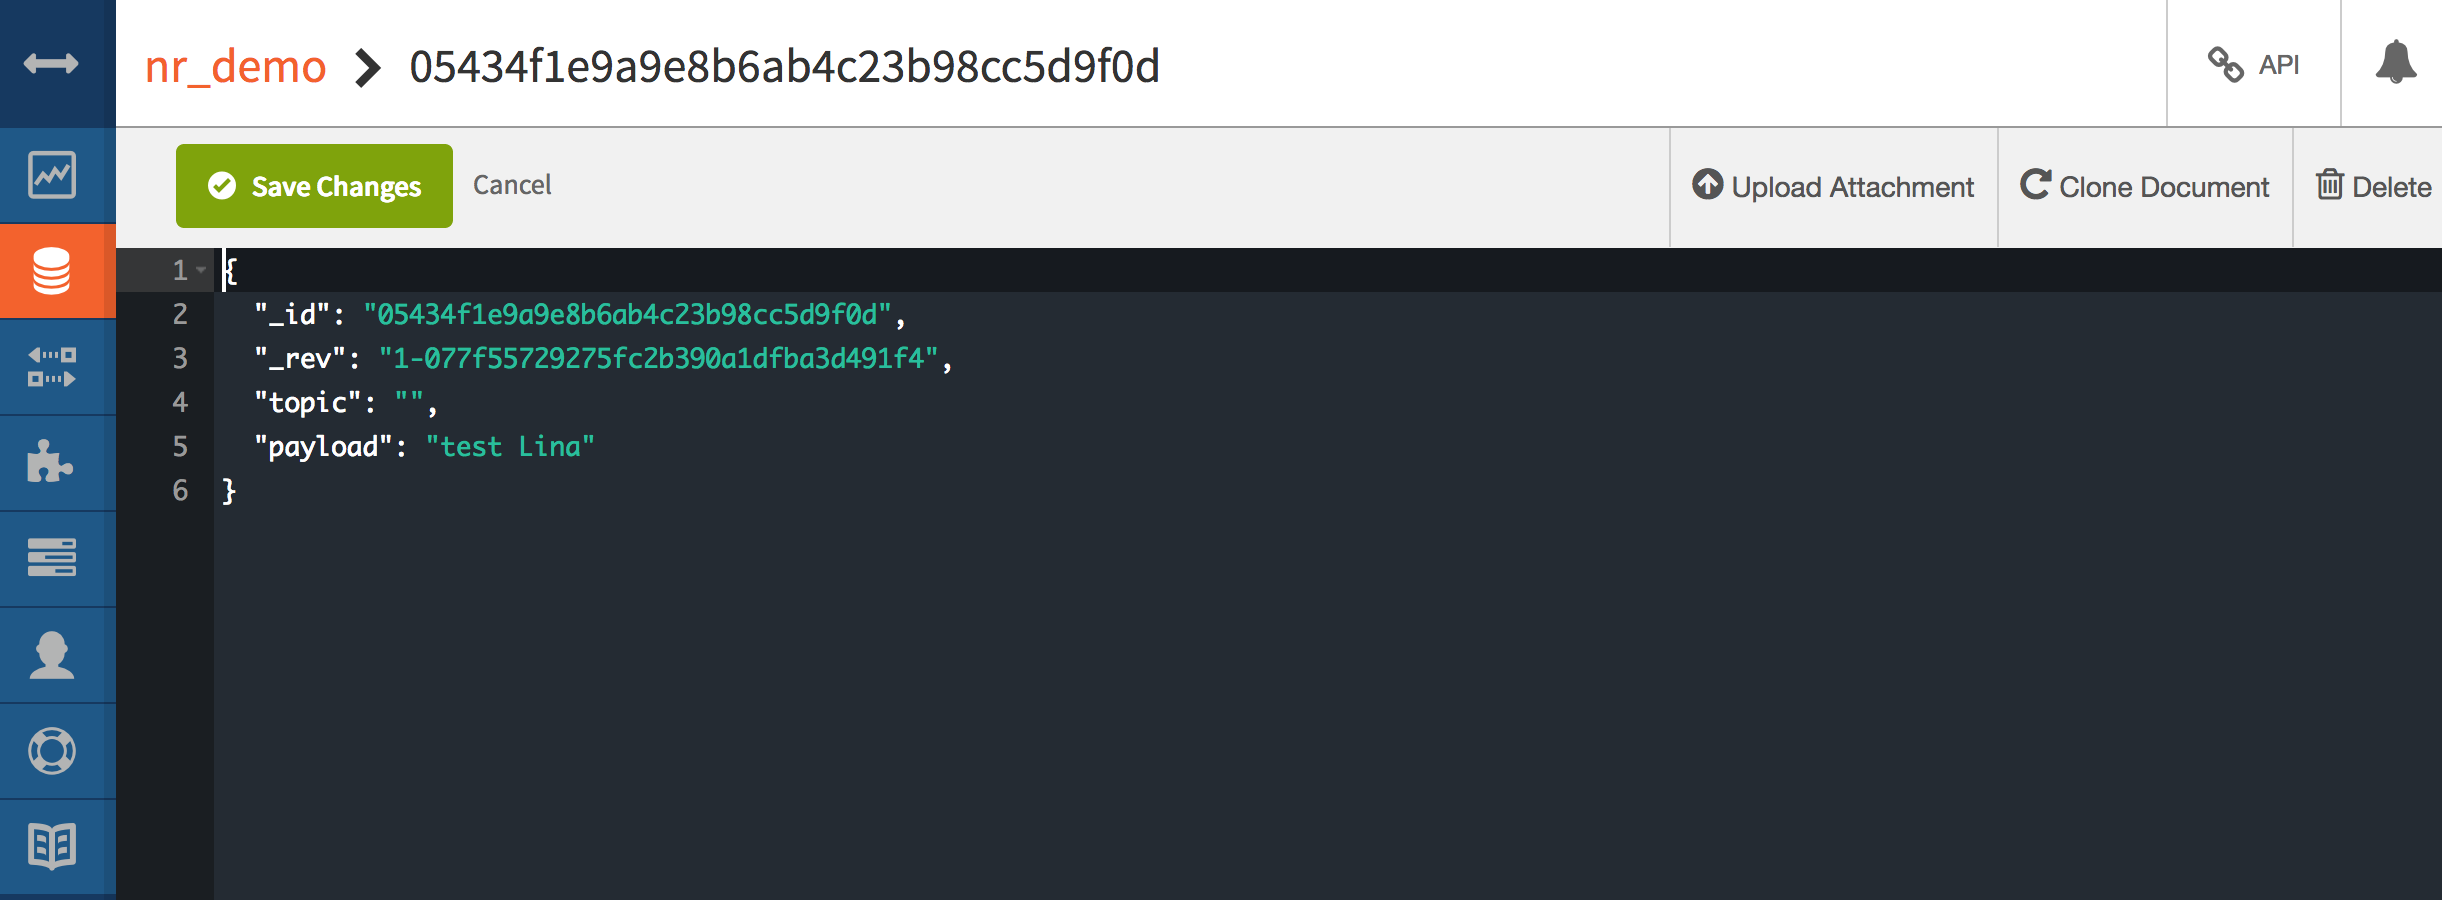 nr_demo 05434f1e9a9e8b6ab4c23b98cc5d9f0d API
Save Changes Cancel Upload Attachment Clone Document Delete
1 {
2 "_id": "05434f1e9a9e8b6ab4c23b98cc5d9f0d",
3 "_rev": "1-077f55729275fc2b390a1dfba3d491f4",
4 "topic": "",
5 "payload": "test Lina"
6 }